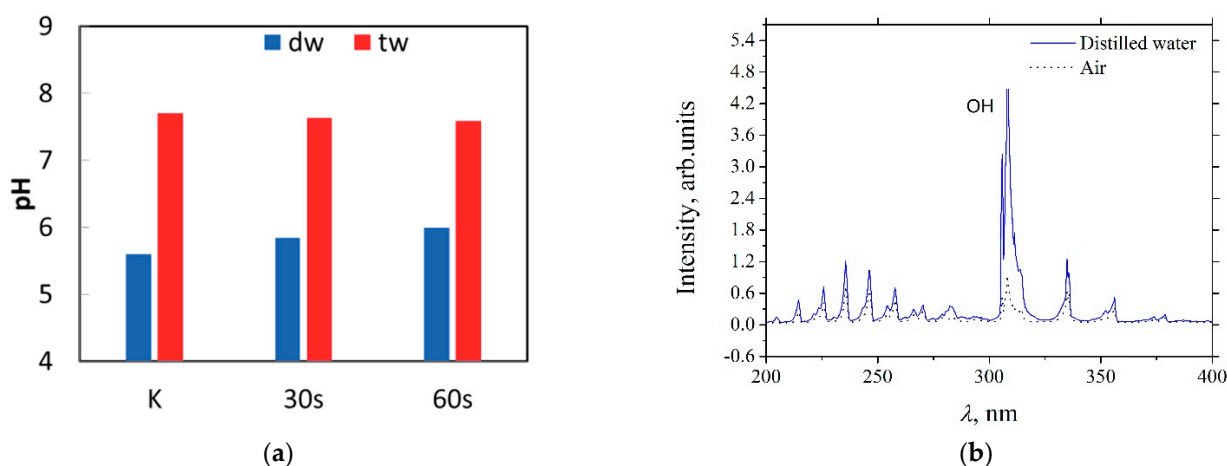 9
8
7
6
5
4
pH
dw tw
K 30s 60s
(a)
5.4
4.8
4.2
3.6
3.0
2.4
1.8
1.2
0.6
0.0
-0.6
Intensity, arb.units
Distilled water
Air
OH
200 250 300 350 400
λ, nm
(b)